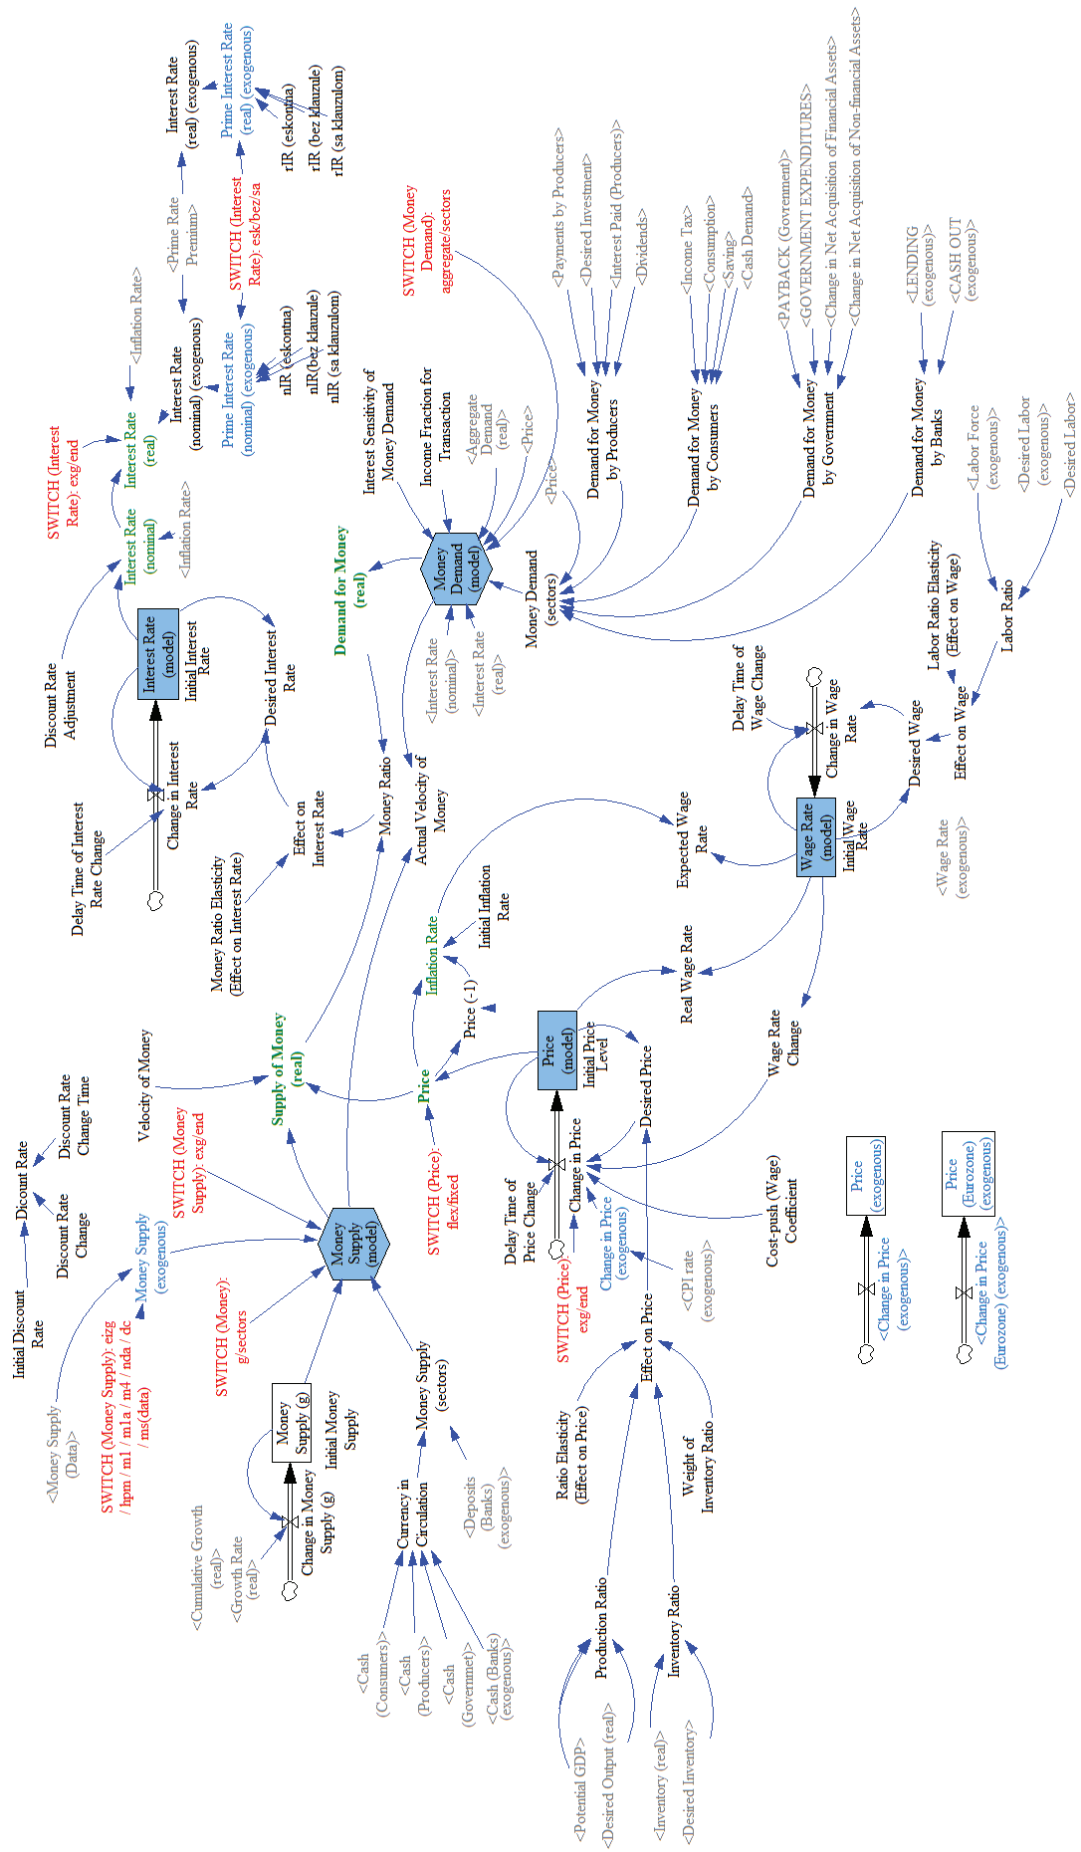 Initial Discount
Rate
Dicount Rate
Discount Rate
Change
Discount Rate
Change Time
<Money Supply
(Data)>
SWITCH (Money Supply): eizg
/ hpm / m1 / m1a / m4 / nda / dc
/ ms(data)
Money Supply
(exogenous)
Velocity of Money
SWITCH (Money
Supply): exg/end
SWITCH (Money):
g/sectors
<Cumulative Growth
(real)>
<Growth Rate
(real)>
Change in Money
Supply (g)
Money
Supply (g)
Initial Money
Supply
Money
Supply
(model)
Supply of Money
(real)
<Cash
(Consumers)>
<Cash
(Producers)>
<Cash
(Governmet)>
<Cash (Banks)
(exogenous)>
Currency in
Circulation
Money Supply
(sectors)
<Deposits
(Banks)
(exogenous)>
Delay Time of Interest
Rate Change
Discount Rate
Adjustment
Change in Interest
Rate
Interest Rate
(model)
Initial Interest
Rate
Desired Interest
Rate
Money Ratio Elasticity
(Effect on Interest Rate)
Effect on
Interest Rate
Money Ratio
Actual Velocity of
Money
SWITCH (Interest
Rate): exg/end
Interest Rate
(nominal)
Interest Rate
(real)
<Inflation Rate>
<Inflation Rate>
Interest Rate
(nominal) (exogenous)
<Prime Rate
Premium>
Interest Rate
(real) (exogenous)
Prime Interest Rate
(nominal) (exogenous)
SWITCH (Interest
Rate): esk/bez/sa
Prime Interest Rate
(real) (exogenous)
nIR (eskontna)
nIR(bez klauzule)
nIR (sa klauzulom)
rIR (eskontna)
rIR (bez klauzule)
rIR (sa klauzulom)
Demand for Money
(real)
Interest Sensitivity of
Money Demand
Income Fraction for
Transaction
<Aggregate
Demand
(real)>
<Price>
SWITCH (Money
Demand):
aggregate/sectors
Money
Demand
(model)
<Interest Rate
(nominal)>
<Interest Rate
(real)>
Money Demand
(sectors)
<Price>
Demand for Money
by Producers
<Payments by Producers>
<Desired Investment>
<Interest Paid (Producers)>
<Dividends>
Demand for Money
by Consumers
<Income Tax>
<Consumption>
<Saving>
<Cash Demand>
Demand for Money
by Government
<PAYBACK (Govrenment)>
<GOVERNMENT EXPENDITURES>
<Change in Net Acquisition of Financial Assets>
<Change in Net Acquisition of Non-financial Assets>
Demand for Money
by Banks
<LENDING
(exogenous)>
<CASH OUT
(exogenous)>
SWITCH (Price):
flex/fixed
Price
Inflation Rate
Price (-1)
Initial Inflation
Rate
Delay Time of
Price Change
SWITCH (Price):
exg/end
Change in Price
Change in Price
(exogenous)
<CPI rate
(exogenous)>
Price
(model)
Initial Price
Level
Desired Price
Ratio Elasticity
(Effect on Price)
Effect on Price
Weight of
Inventory Ratio
<Potential GDP>
<Desired Output (real)>
Production Ratio
<Inventory (real)>
<Desired Inventory>
Inventory Ratio
Real Wage Rate
Expected Wage
Rate
Wage Rate
Change
Cost-push (Wage)
Coefficient
Delay Time of
Wage Change
Wage Rate
(model)
Initial Wage
Rate
Change in Wage
Rate
Desired Wage
<Wage Rate
(exogenous)>
Effect on Wage
Labor Ratio Elasticity
(Effect on Wage)
Labor Ratio
<Labor Force
(exogenous)>
<Desired Labor
(exogenous)>
<Desired Labor>
<Change in Price
(exogenous)>
Price
(exogenous)
<Change in Price
(Eurozone) (exogenous)>
Price
(Eurozone)
(exogenous)